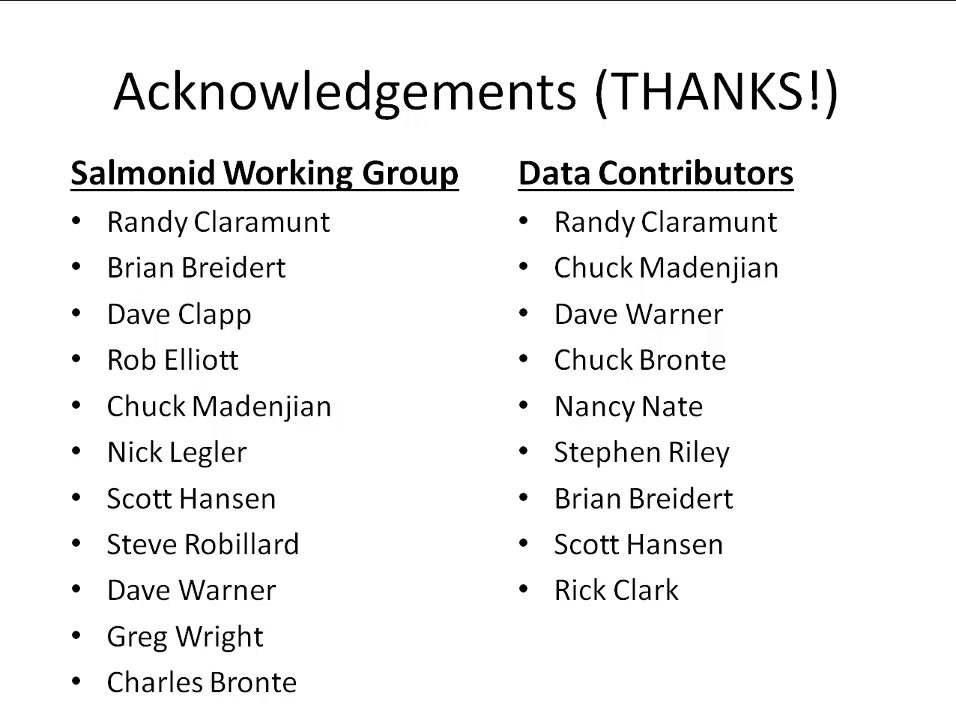 Acknowledgements (THANKS!)
Salmonid Working Group
• Randy Claramunt
• Brian Breidert
• Dave Clapp
• Rob Elliott
• Chuck Madenjian
• Nick Legler
• Scott Hansen
• Steve Robillard
• Dave Warner
• Greg Wright
• Charles Bronte
Data Contributors
• Randy Claramunt
• Chuck Madenjian
• Dave Warner
• Chuck Bronte
• Nancy Nate
• Stephen Riley
• Brian Breidert
• Scott Hansen
• Rick Clark